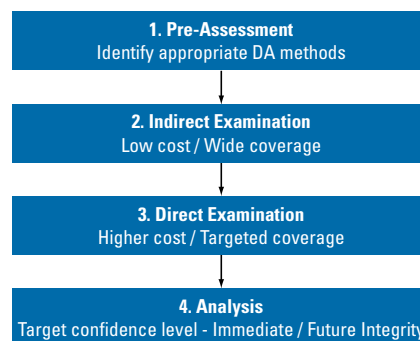 1. Pre-Assessment
Identify appropriate DA methods
2. Indirect Examination
Low cost / Wide coverage
3. Direct Examination
Higher cost / Targeted coverage
4. Analysis
Target confidence level - Immediate / Future Integrity